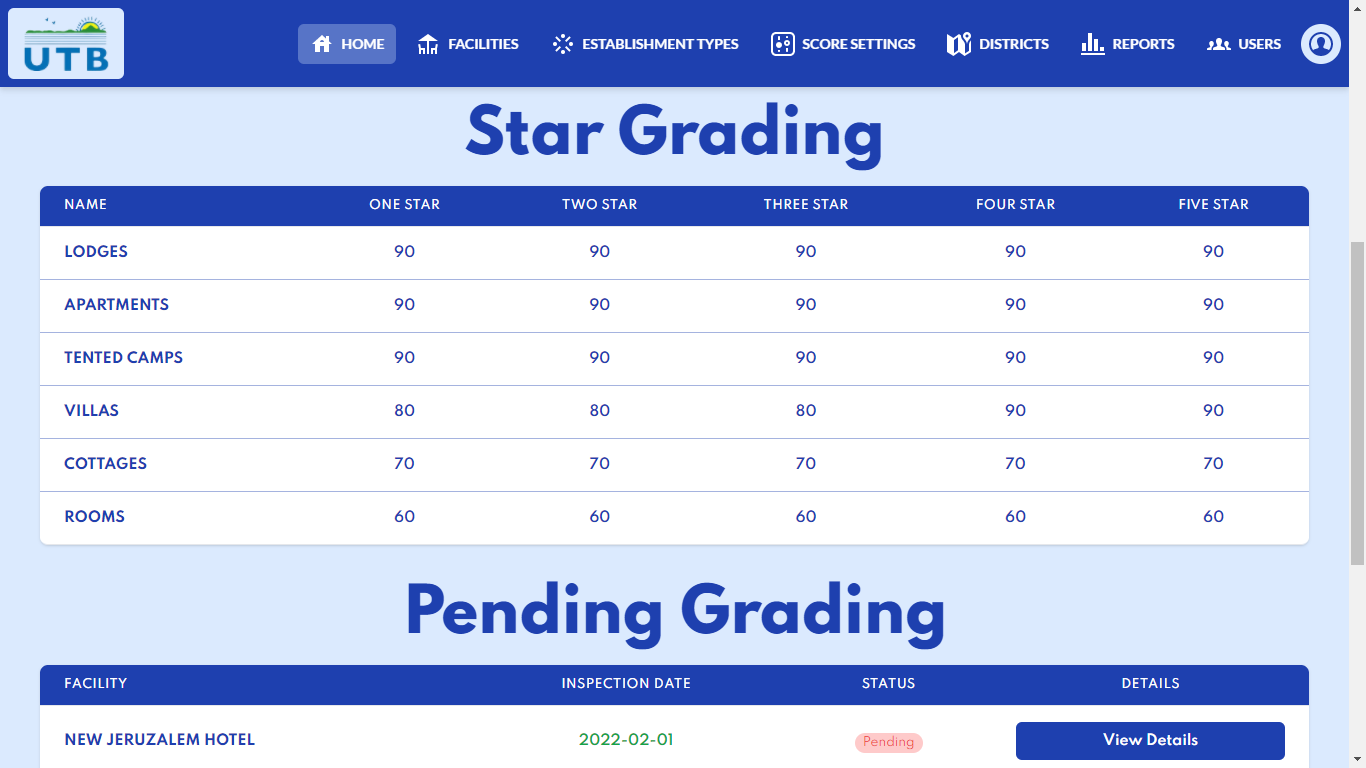 UTB
HOME FACILITIES ESTABLISHMENT TYPES SCORE SETTINGS DISTRICTS REPORTS USERS
Star Grading
NAME ONE STAR TWO STAR THREE STAR FOUR STAR FIVE STAR
LODGES 90 90 90 90 90
APARTMENTS 90 90 90 90 90
TENTED CAMPS 90 90 90 90 90
VILLAS 80 80 80 90 90
COTTAGES 70 70 70 70 70
ROOMS 60 60 60 60 60
Pending Grading
FACILITY INSPECTION DATE STATUS DETAILS
NEW JERUZALEM HOTEL 2022-02-01 Pending View Details